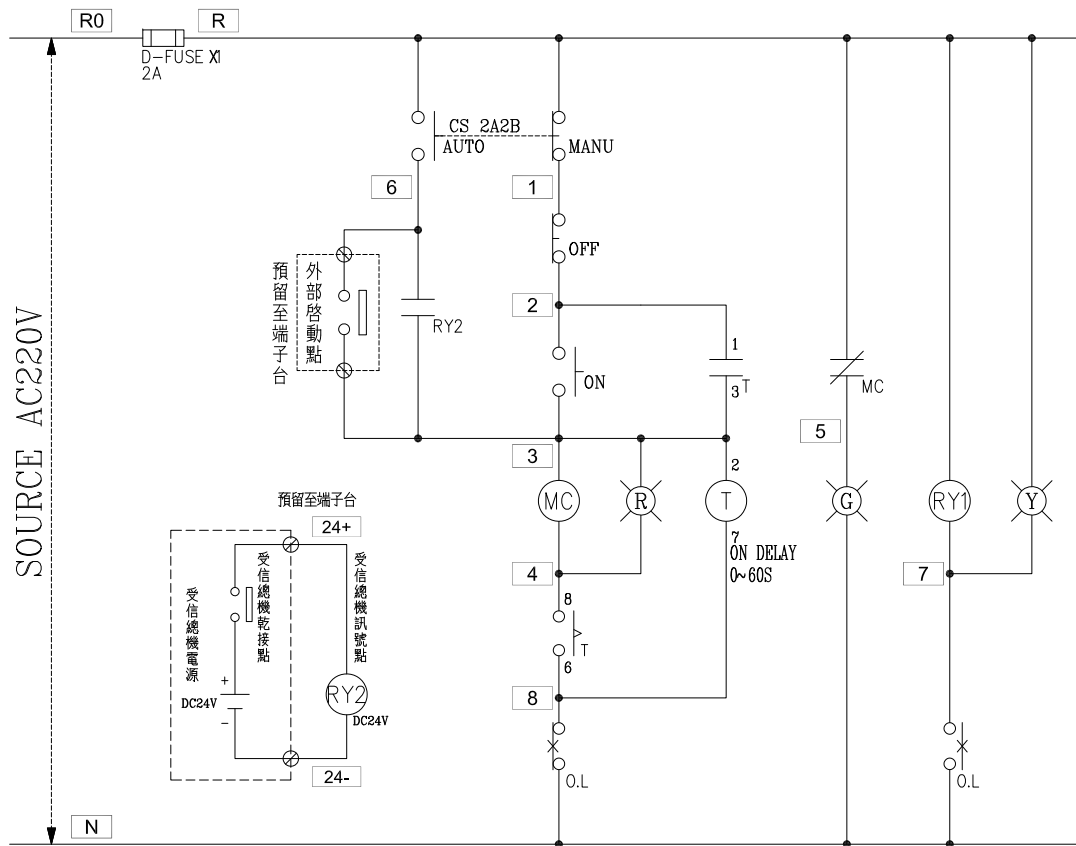 R0
R
D-FUSE X1
2A
CS 2A2B
AUTO
MANU
6
1
OFF
預留至端子台
外部啓動點
RY2
2
1
ON
3
T
MC
5
3
2
MC
R
T
G
RY1
Y
SOURCE AC220V
預留至端子台
24+
7
ON DELAY
0~60S
4
7
受信總機電源
受信總機乾接點
受信總機訊號點
8
T
6
+
DC24V
-
RY2
DC24V
8
O.L
O.L
24-
N